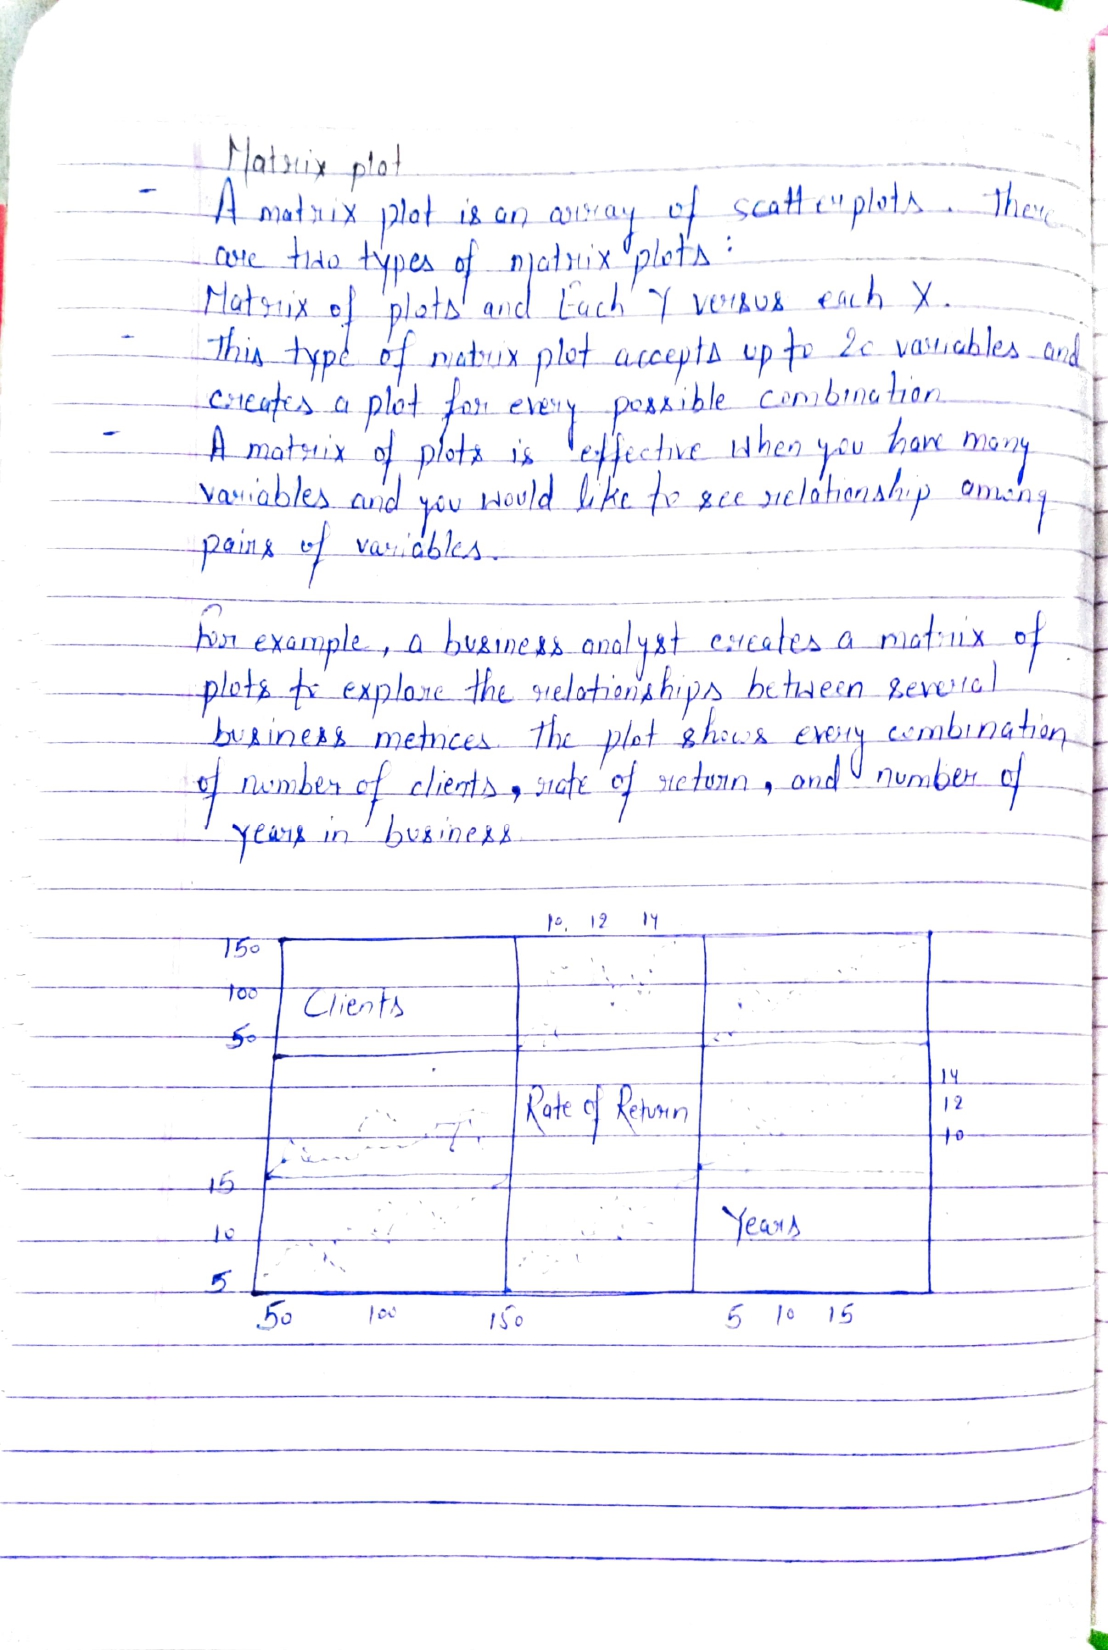 Matrix plot
- A matrix plot is an array of scatterplots. There
are two types of matrix plots:
Matrix of plots and Each Y versus each X.
- This type of matrix plot accepts up to 20 variables and
creates a plot for every possible combination
- A matrix of plots is effective when you have many
variables and you would like to see relationship among
pairs of variables.
For example, a business analyst creates a matrix of
plots to explore the relationships between several
business metrices. The plot shows every combination
of number of clients, rate of return, and number of
years in business.
10. 12 14
150
100 Clients
50
14
Rate of Return 12
10
15
10 Years
5
50 100 150 5 10 15